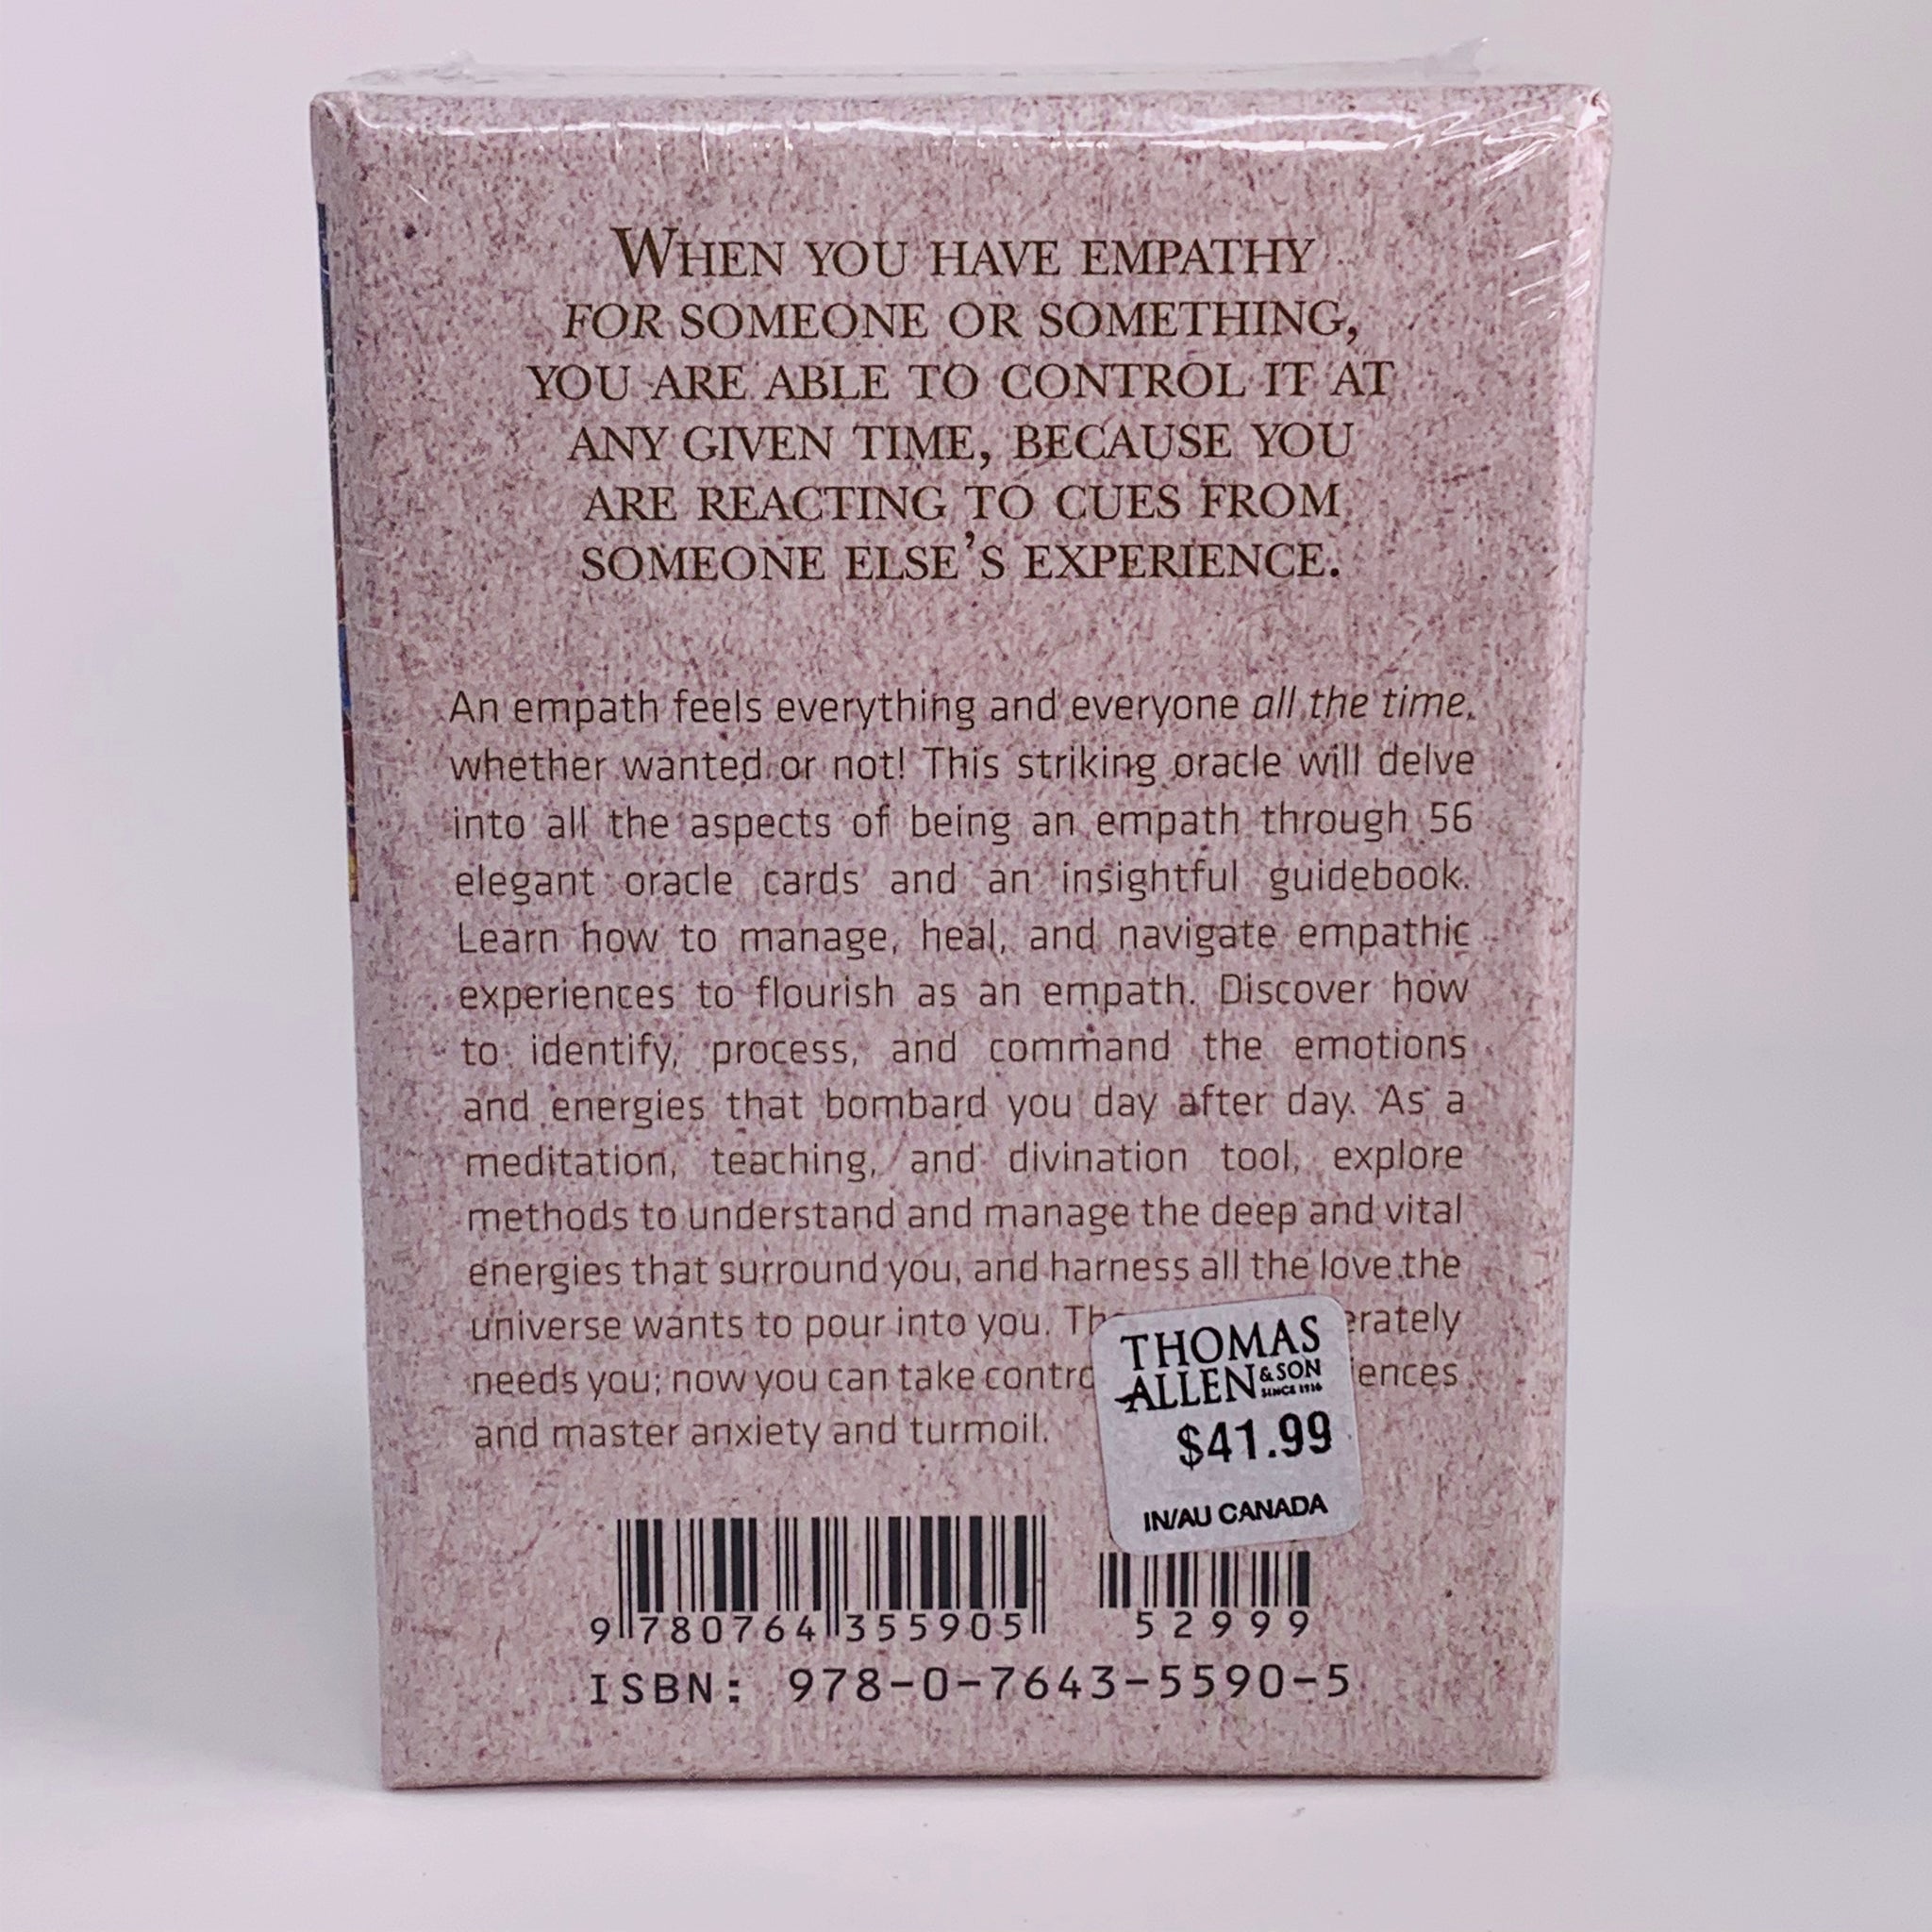 WHEN YOU HAVE EMPATHY
FOR SOMEONE OR SOMETHING,
YOU ARE ABLE TO CONTROL IT AT
ANY GIVEN TIME, BECAUSE YOU
ARE REACTING TO CUES FROM
SOMEONE ELSE'S EXPERIENCE.
An empath feels everything and everyone all the time,
whether wanted or not! This striking oracle will delve
into all the aspects of being an empath through 56
elegant oracle cards and an insightful guidebook.
Learn how to manage, heal, and navigate empathic
experiences to flourish as an empath. Discover how
to identify, process, and command the emotions
and energies that bombard you day after day. As a
meditation, teaching, and divination tool, explore
methods to understand and manage the deep and vital
energies that surround you, and harness all the love the
universe wants to pour into you.
needs you; now you can take
and master anxiety and turmoil.
THOMAS
ALLEN & SON
SINCE 1916
$41.99
IN/AU CANADA
9 780764 355905
52999
ISBN: 978-0-7643-5590-5